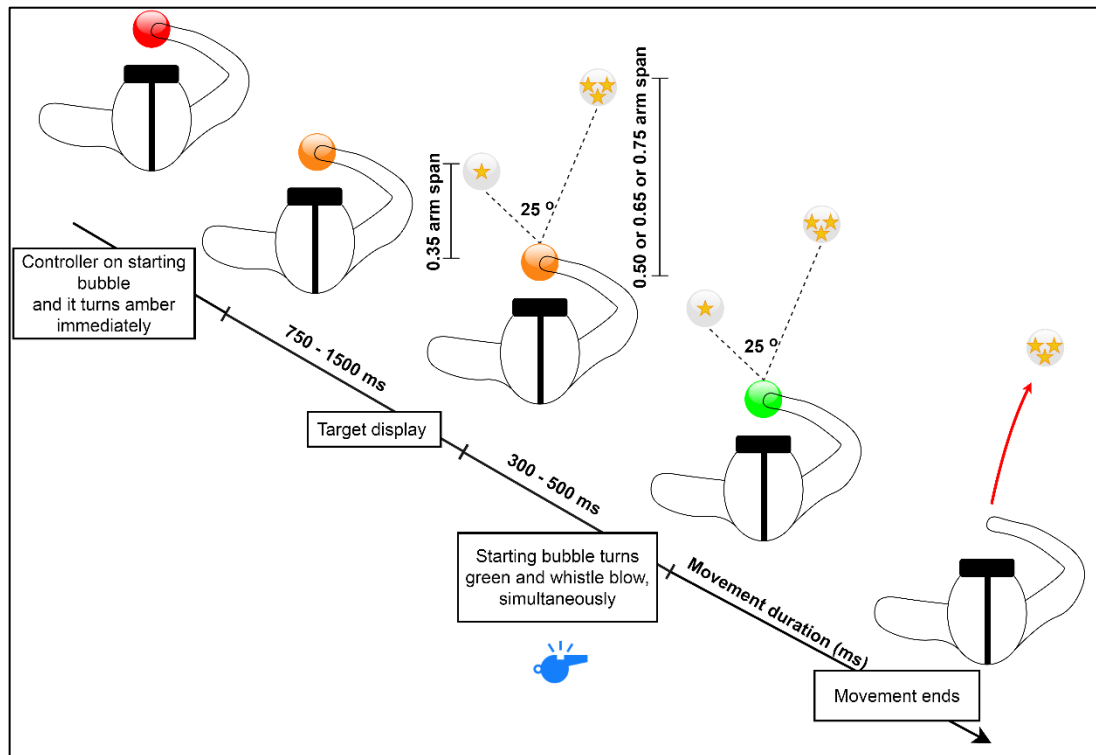 Controller on starting
bubble
and it turns amber
immediately
750 - 1500 ms
Target display
300 - 500 ms
Starting bubble turns
green and whistle blow,
simultaneously
Movement duration (ms)
Movement ends
0.35 arm span
25 o
0.50 or 0.65 or 0.75 arm span
25 o